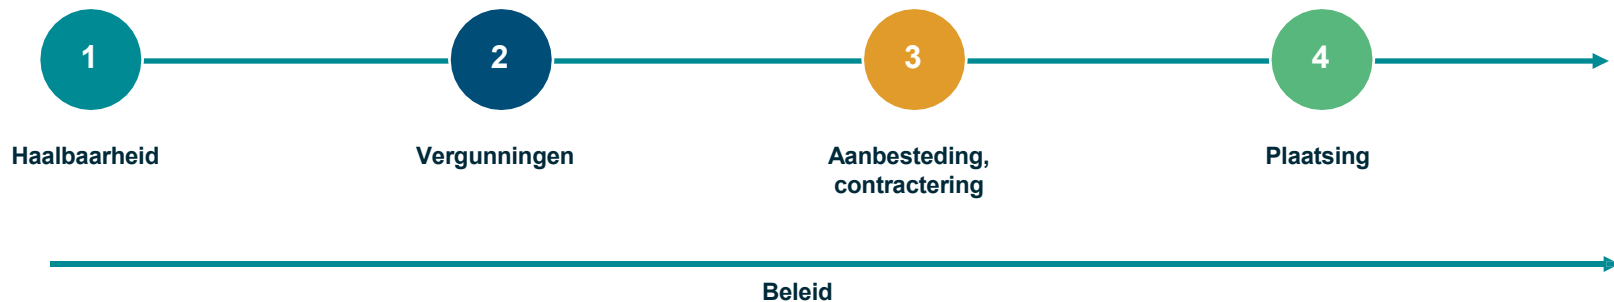 1
2
3
4
Haalbaarheid
Vergunningen
Aanbesteding,
contractering
Plaatsing
Beleid